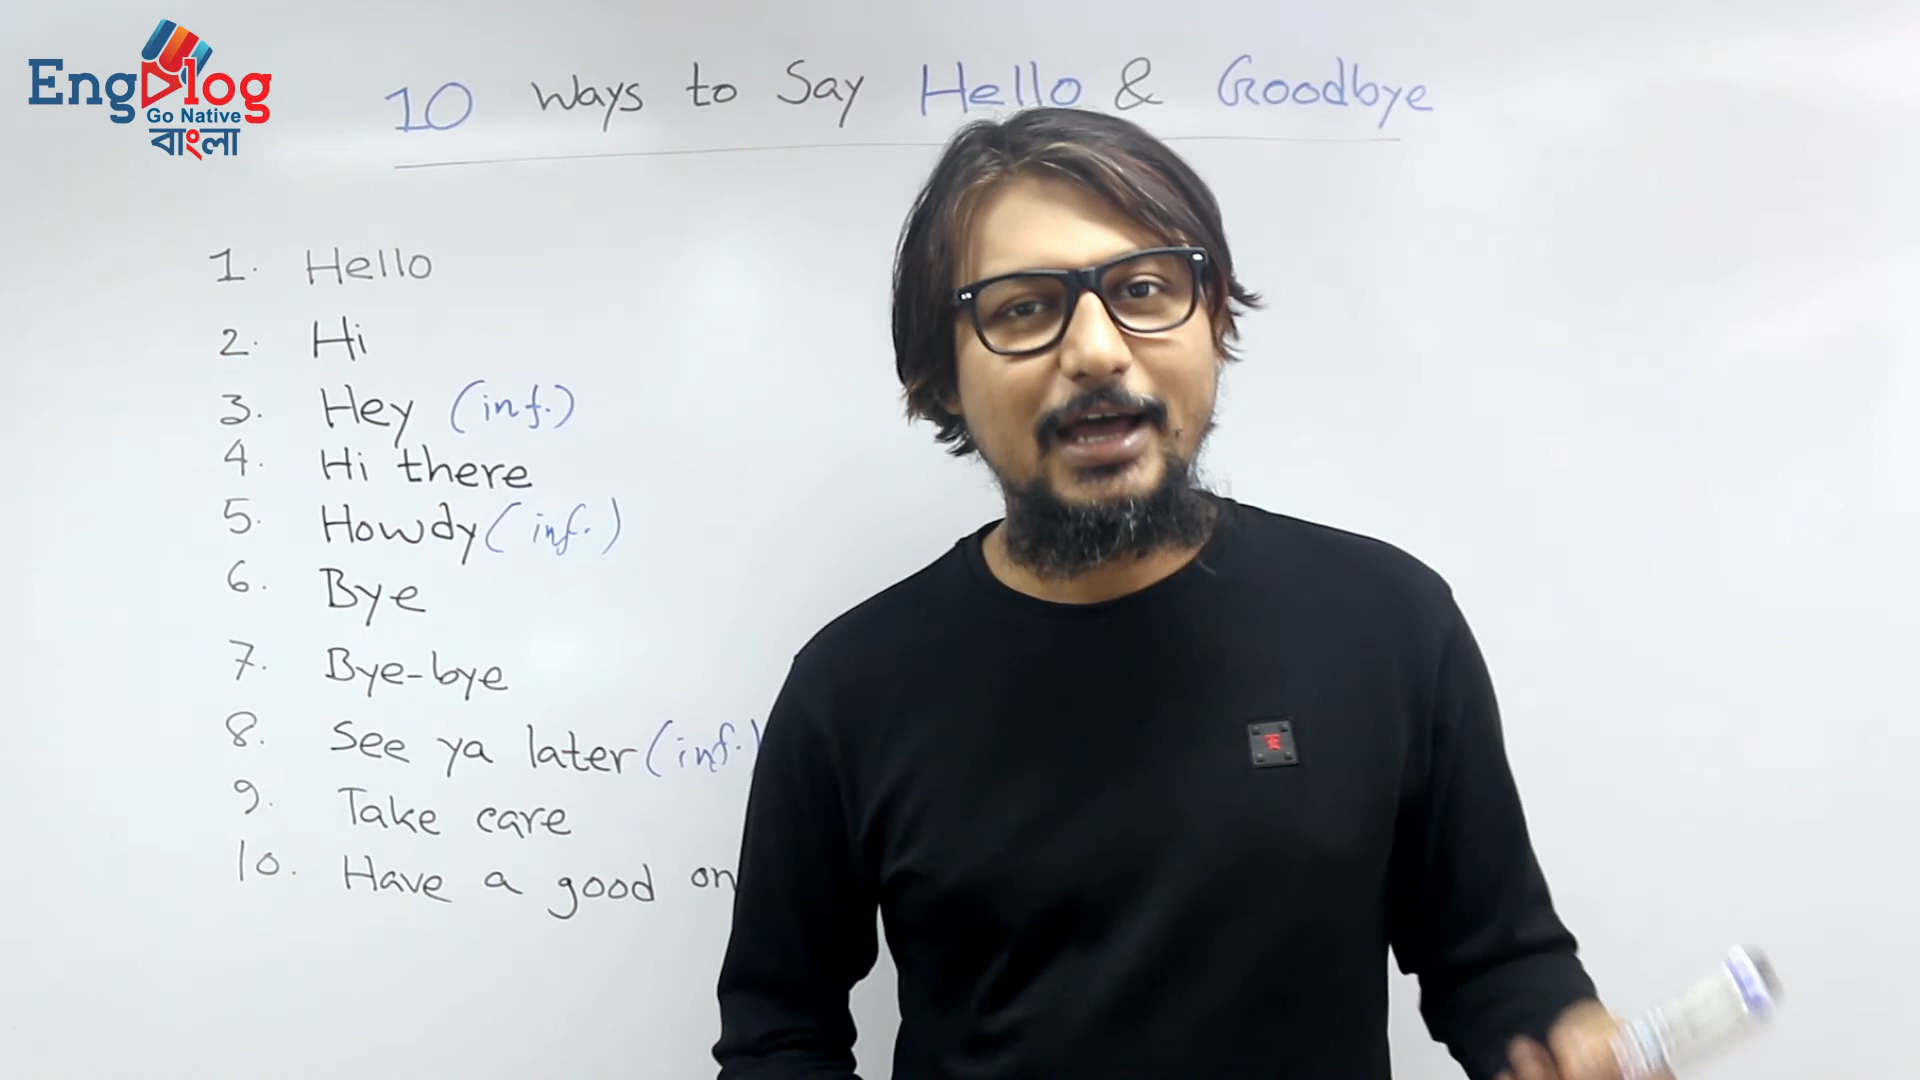 EngVlog
Go Native
বাংলা
10 Ways to Say Hello & Goodbye
1. Hello
2. Hi
3. Hey (inf.)
4. Hi there
5. Howdy (inf.)
6. Bye
7. Bye-bye
8. See ya later (inf.)
9. Take care
10. Have a good on